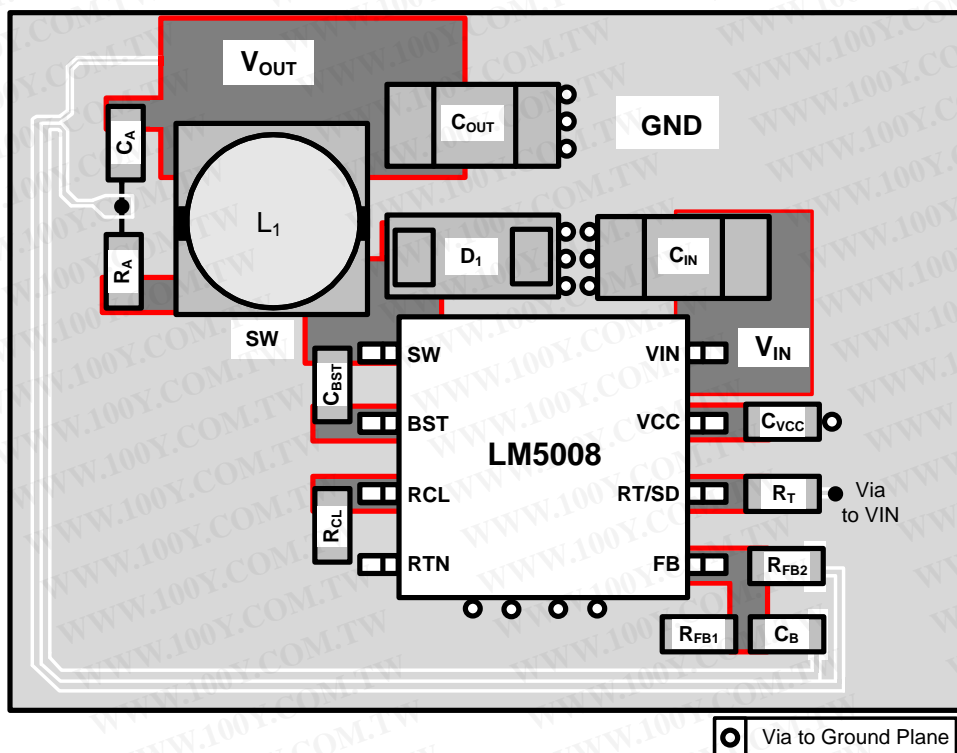 VOUT
COUT
GND
CA
L1
RA
D1
CIN
SW
VIN
CBST
SW
VIN
BST
VCC
CVCC
LM5008
RCL
RCL
RT/SD
RT
Via
to VIN
RTN
FB
RFB2
RFB1
CB
Via to Ground Plane
WWW.100Y.COM.TW